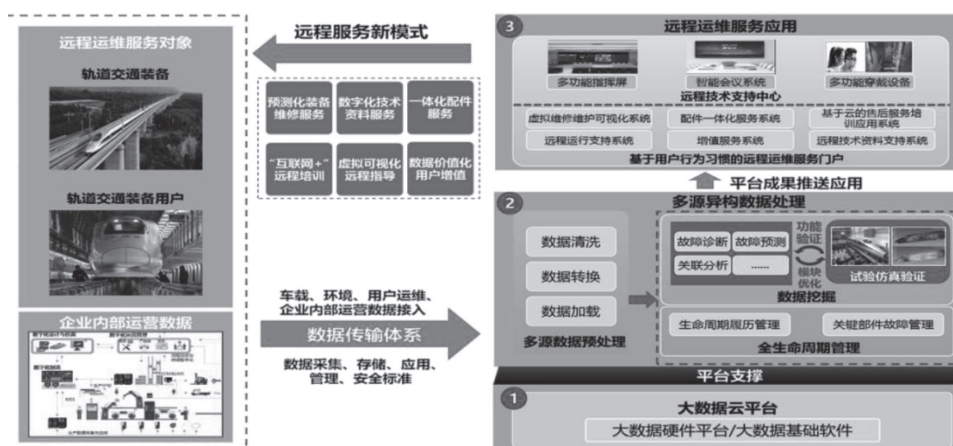 远程运维服务对象
轨道交通装备
轨道交通装备用户
企业内部运营数据
远程服务新模式
预测化装备
维修服务
数字化技术
资料服务
一体化配件
服务
“互联网+”
远程培训
虚拟可视化
远程指导
数据价值化
用户增值
车载、环境、用户运维、
企业内部运营数据接入
数据传输体系
数据采集、存储、应用、
管理、安全标准
3
远程运维服务应用
多功能指挥屏
智能会议系统
多功能穿戴设备
远程技术支持中心
虚拟维修维护可视化系统
配件一体化服务系统
基于云的售后服务培
训应用系统
远程运行支持系统
增值服务系统
远程技术资料支持系统
基于用户行为习惯的远程运维服务门户
平台成果推送应用
2
多源异构数据处理
数据清洗
数据转换
数据加载
多源数据预处理
故障诊断
故障预测
关联分析
……
功能
验证
模块
优化
试验仿真验证
数据挖掘
生命周期履历管理
关键部件故障管理
全生命周期管理
平台支撑
1
大数据云平台
大数据硬件平台/大数据基础软件